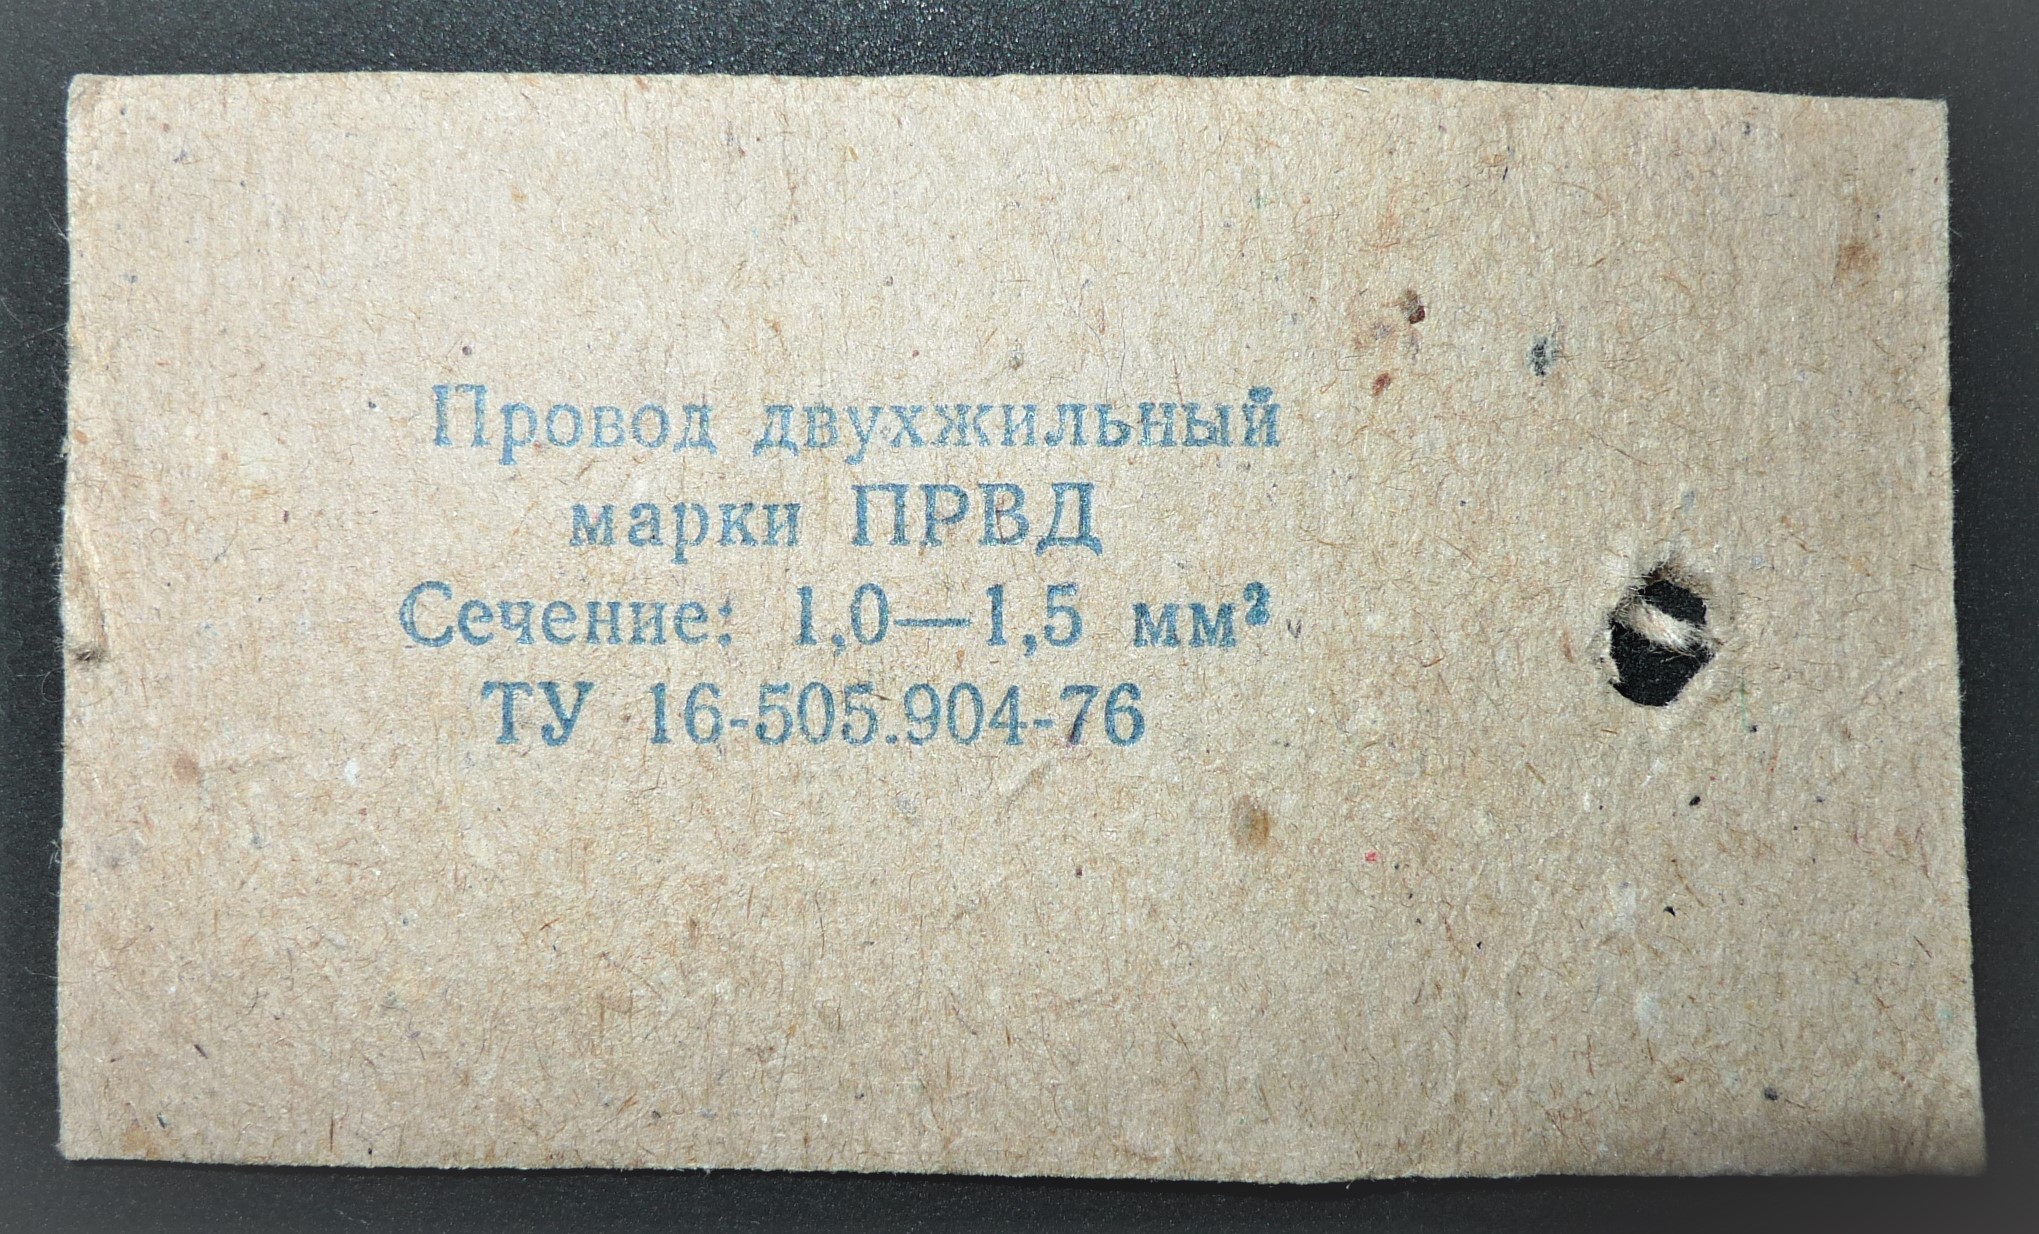 Провод двухжильный
марки ПРВД
Сечение: 1,0—1,5 мм²
ТУ 16-505.904-76